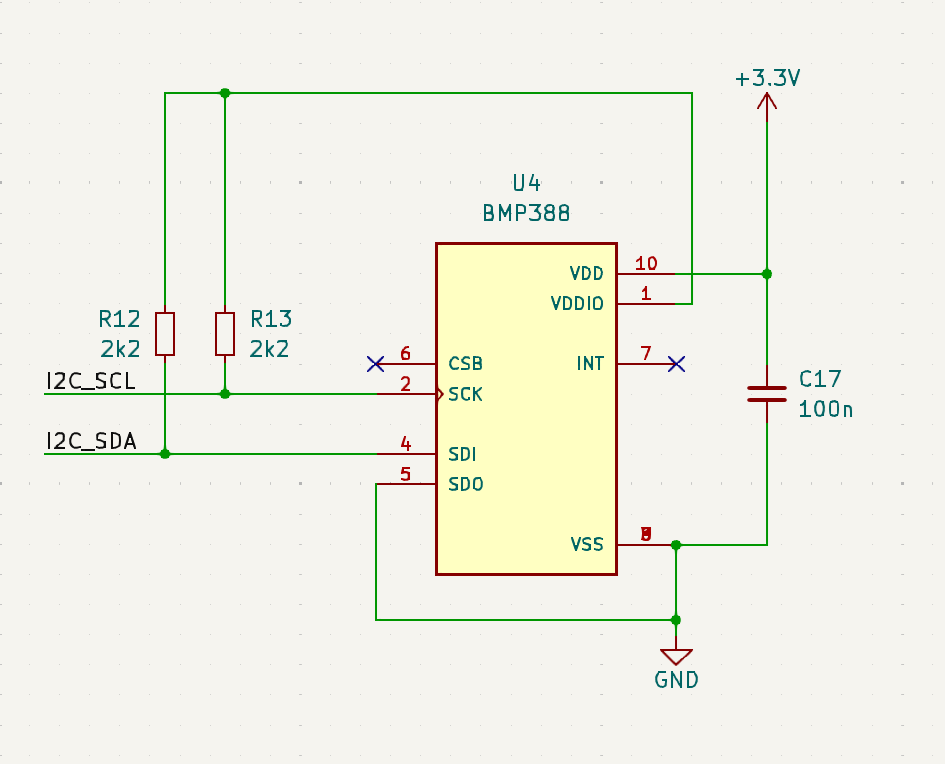 +3.3V
U4
BMP388
10
VDD
1
VDDIO
R12
2k2
R13
2k2
6
CSB
7
INT
I2C_SCL
2
SCK
C17
100n
I2C_SDA
4
SDI
5
SDO
VSS
GND